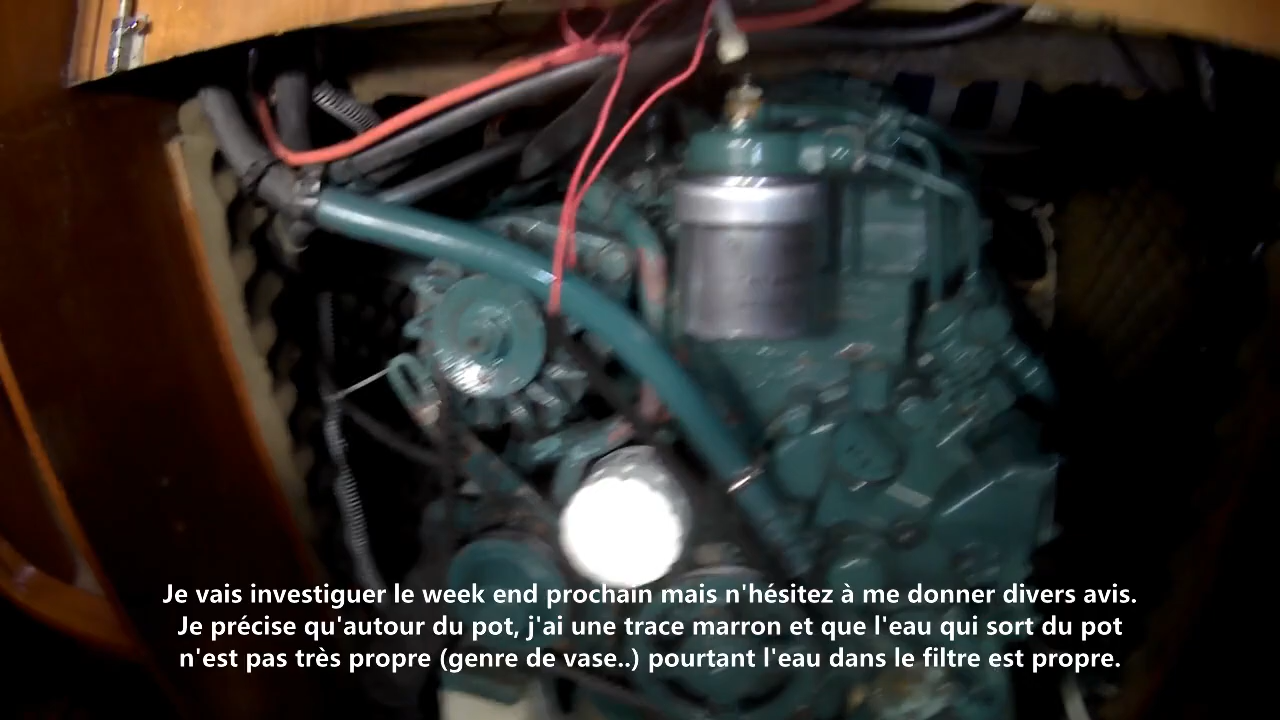 Je vais investiguer le week end prochain mais n'hésitez à me donner divers avis.
Je précise qu'autour du pot, j'ai une trace marron et que l'eau qui sort du pot
n'est pas très propre (genre de vase..) pourtant l'eau dans le filtre est propre.